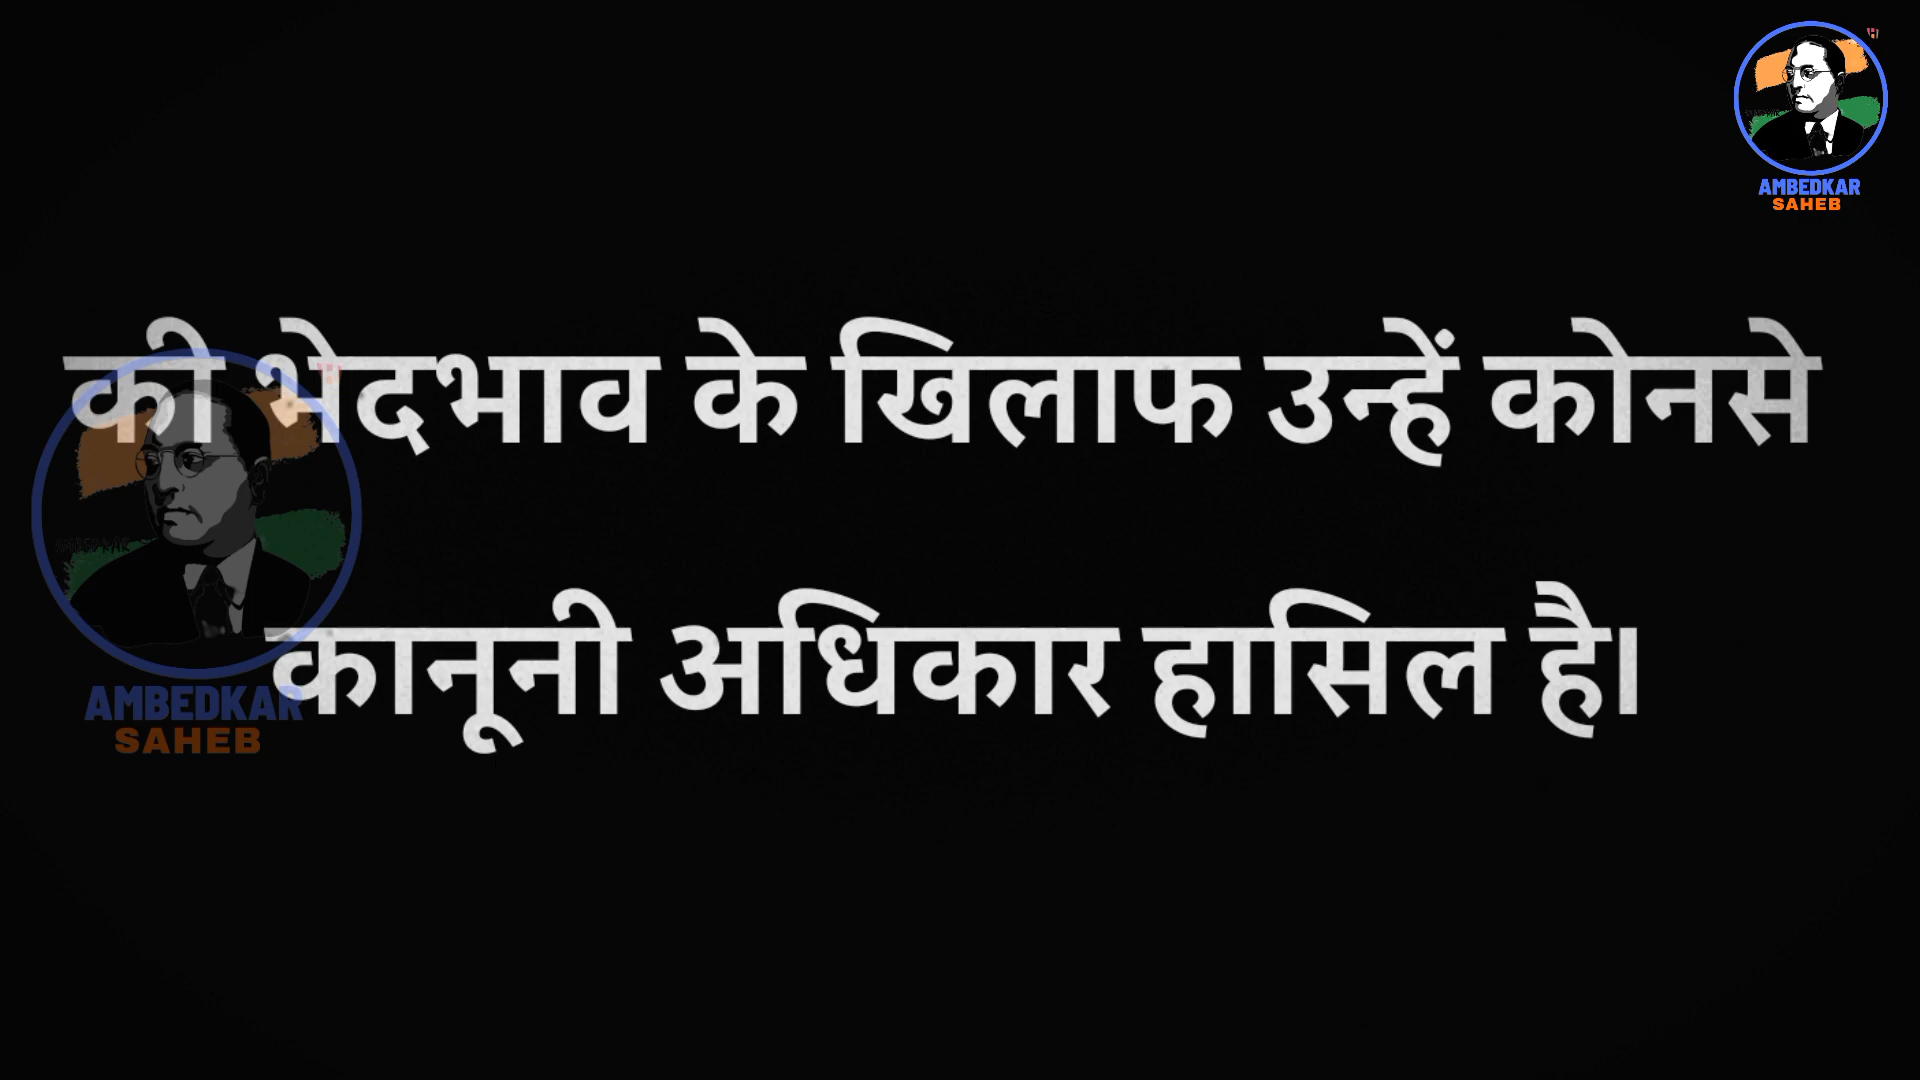 AMBEDKAR
SAHEB
की भेदभाव के खिलाफ उन्हें कोनसे
कानूनी अधिकार हासिल है।
AMBEDKAR
SAHEB